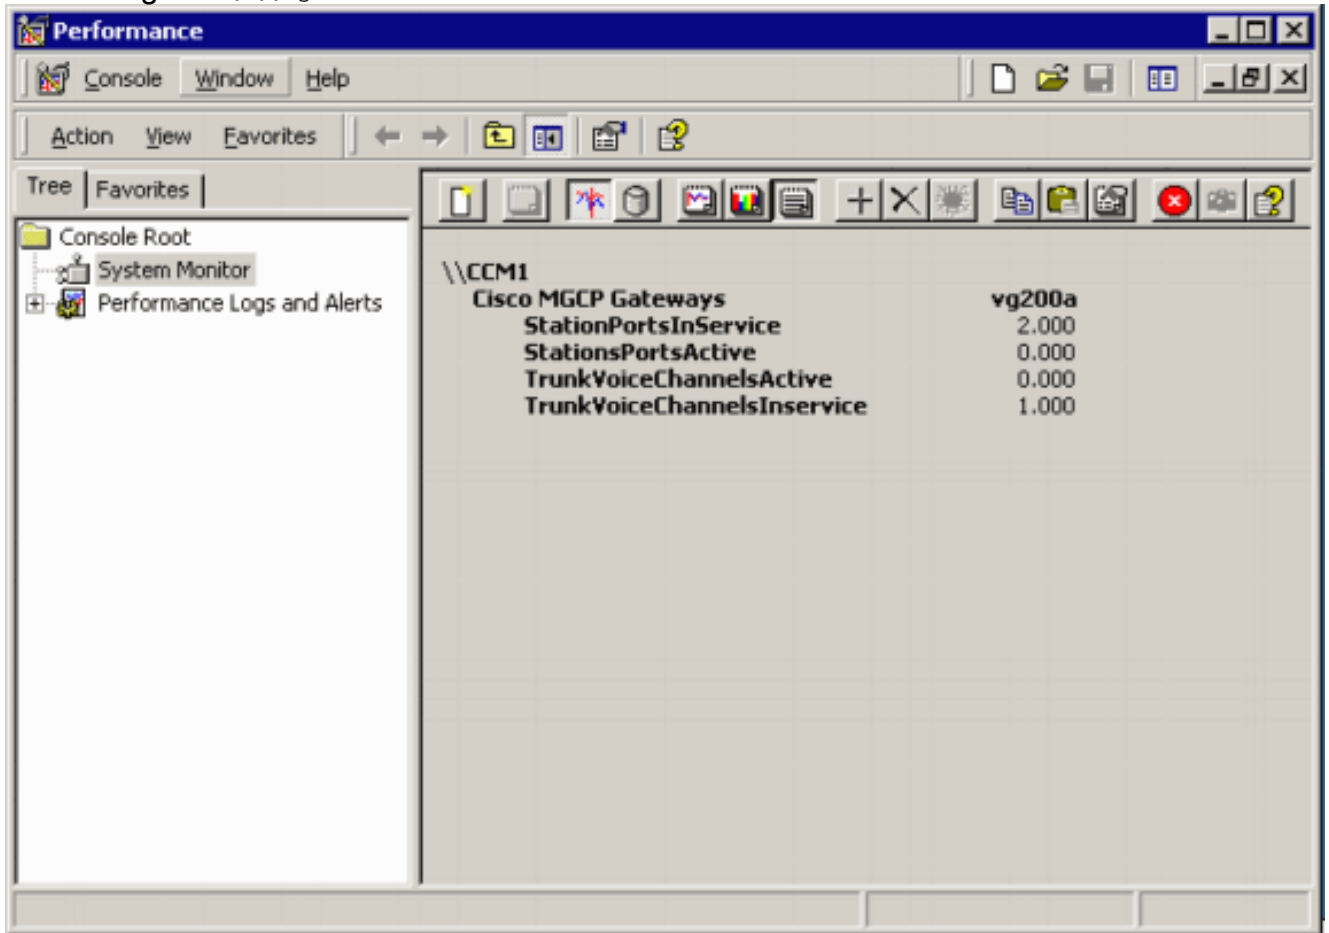 Performance
Console Window Help
Action View Favorites
Tree Favorites
Console Root
System Monitor
Performance Logs and Alerts
\\CCM1
Cisco MGCP Gateways vg200a
StationPortsInService 2.000
StationsPortsActive 0.000
TrunkVoiceChannelsActive 0.000
TrunkVoiceChannelsInservice 1.000